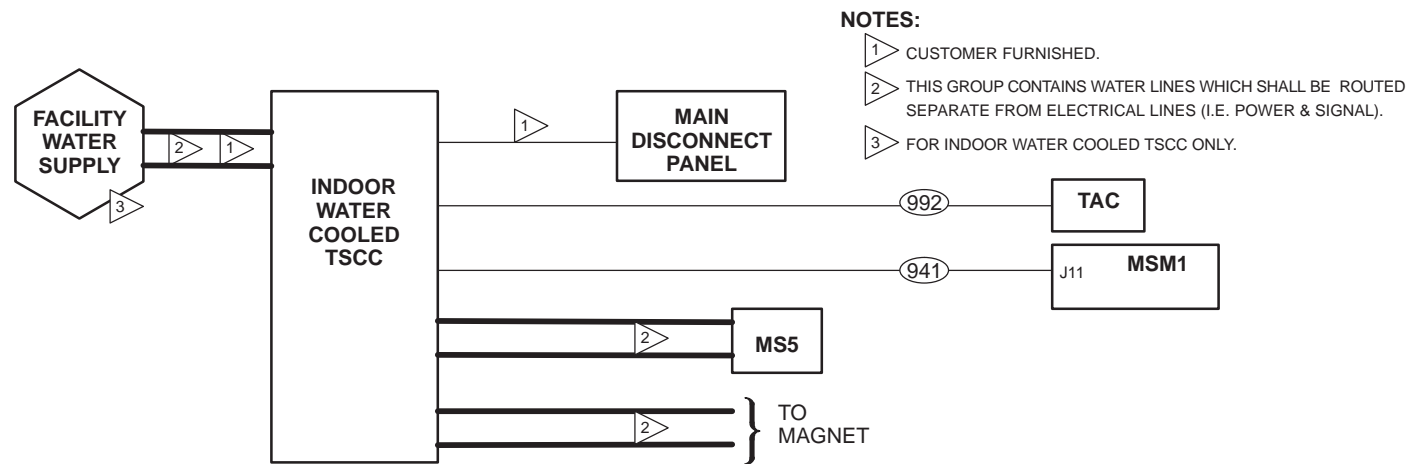 NOTES:
1 CUSTOMER FURNISHED.
2 THIS GROUP CONTAINS WATER LINES WHICH SHALL BE ROUTED
SEPARATE FROM ELECTRICAL LINES (I.E. POWER & SIGNAL).
3 FOR INDOOR WATER COOLED TSCC ONLY.
FACILITY
WATER
SUPPLY
3
2
1
INDOOR
WATER
COOLED
TSCC
1
MAIN
DISCONNECT
PANEL
992
TAC
941
J11
MSM1
2
MS5
2
TO
MAGNET